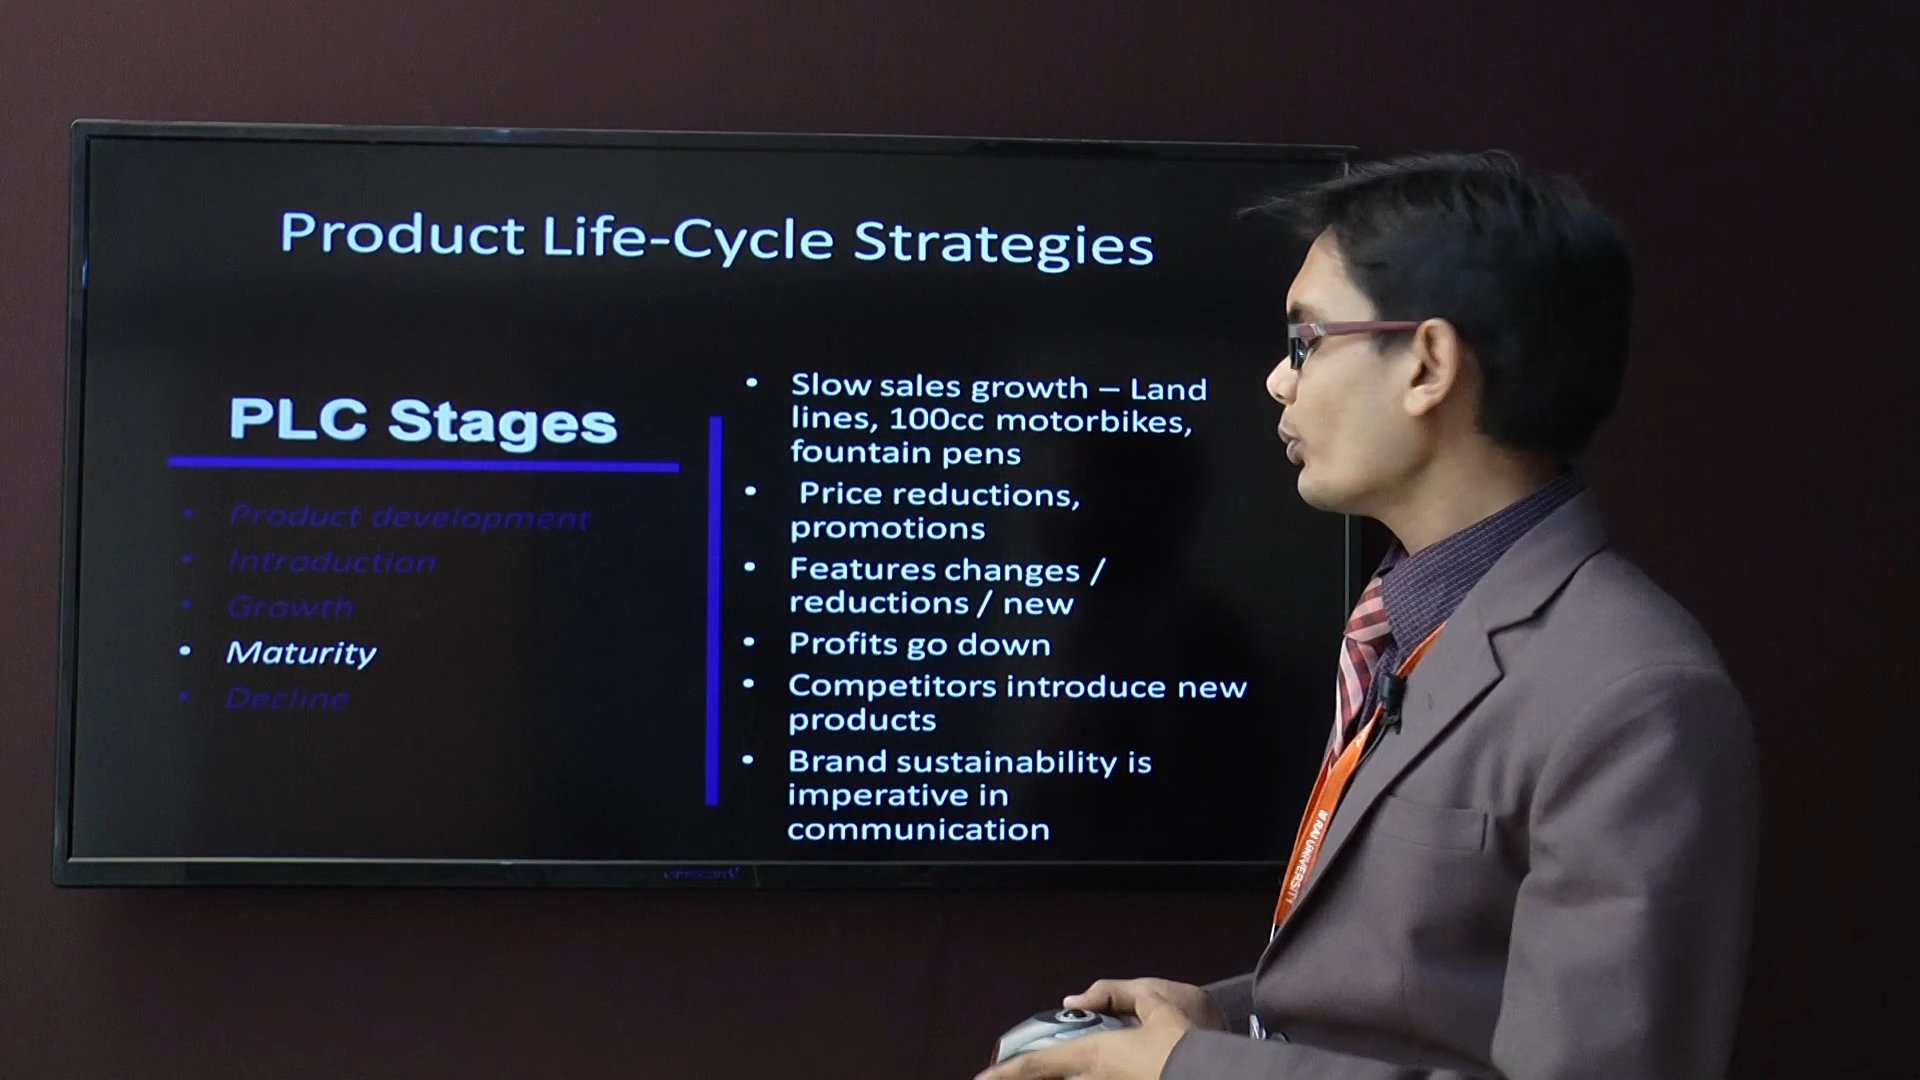 Product Life-Cycle Strategies
PLC Stages
• Product development
• Introduction
• Growth
• Maturity
• Decline
• Slow sales growth – Land
lines, 100cc motorbikes,
fountain pens
• Price reductions,
promotions
• Features changes /
reductions / new
• Profits go down
• Competitors introduce new
products
• Brand sustainability is
imperative in
communication
RAI UNIVERSITY